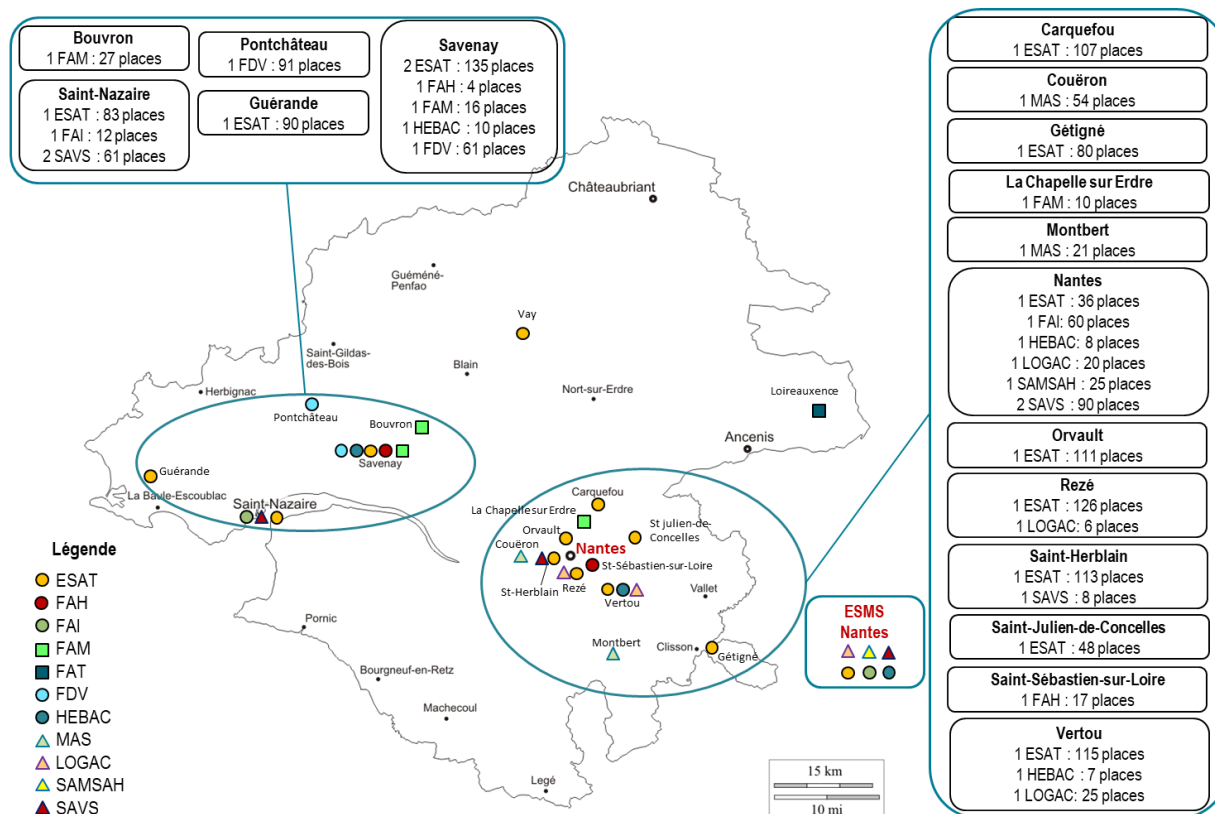 Bouvron
1 FAM : 27 places
Pontchâteau
1 FDV : 91 places
Savenay
2 ESAT : 135 places
1 FAH : 4 places
1 FAM : 16 places
1 HEBAC : 10 places
1 FDV : 61 places
Saint-Nazaire
1 ESAT : 83 places
1 FAI : 12 places
2 SAVS : 61 places
Guérande
1 ESAT : 90 places
Carquefou
1 ESAT : 107 places
Couëron
1 MAS : 54 places
Gétigné
1 ESAT : 80 places
La Chapelle sur Erdre
1 FAM : 10 places
Montbert
1 MAS : 21 places
Nantes
1 ESAT : 36 places
1 FAI: 60 places
1 HEBAC : 8 places
1 LOGAC : 20 places
1 SAMSAH : 25 places
2 SAVS : 90 places
Orvault
1 ESAT : 111 places
Rezé
1 ESAT : 126 places
1 LOGAC : 6 places
Saint-Herblain
1 ESAT : 113 places
1 SAVS : 8 places
Saint-Julien-de-Concelles
1 ESAT : 48 places
Saint-Sébastien-sur-Loire
1 FAH : 17 places
Vertou
1 ESAT : 115 places
1 HEBAC : 7 places
1 LOGAC: 25 places
Châteaubriant
Guéméné-
Penfao
Vay
Saint-Gildas-
des-Bois
Blain
Nort-sur-Erdre
Loireauxence
Herbignac
Pontchâteau
Bouvron
Ancenis
Savenay
Guérande
La Baule-Escoublac
Saint-Nazaire
Carquefou
La Chapelle sur Erdre
Orvault
St julien-de-
Concelles
Couëron
Nantes
St-Sébastien-sur-Loire
St-Herblain
Rezé
Vertou
Vallet
Pornic
Montbert
Clisson
Gétigné
Bourgneuf-en-Retz
Machecoul
Legé
ESMS
Nantes
Légende
ESAT
FAH
FAI
FAM
FAT
FDV
HEBAC
MAS
LOGAC
SAMSAH
SAVS
15 km
10 mi